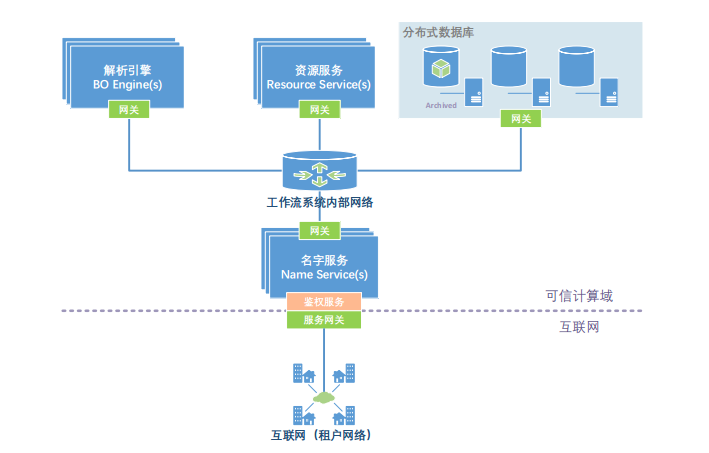 解析引擎
BO Engine(s)
网关
资源服务
Resource Service(s)
网关
分布式数据库
Archived
网关
工作流系统内部网络
网关
名字服务
Name Service(s)
鉴权服务
服务网关
可信计算域
互联网
互联网（租户网络）